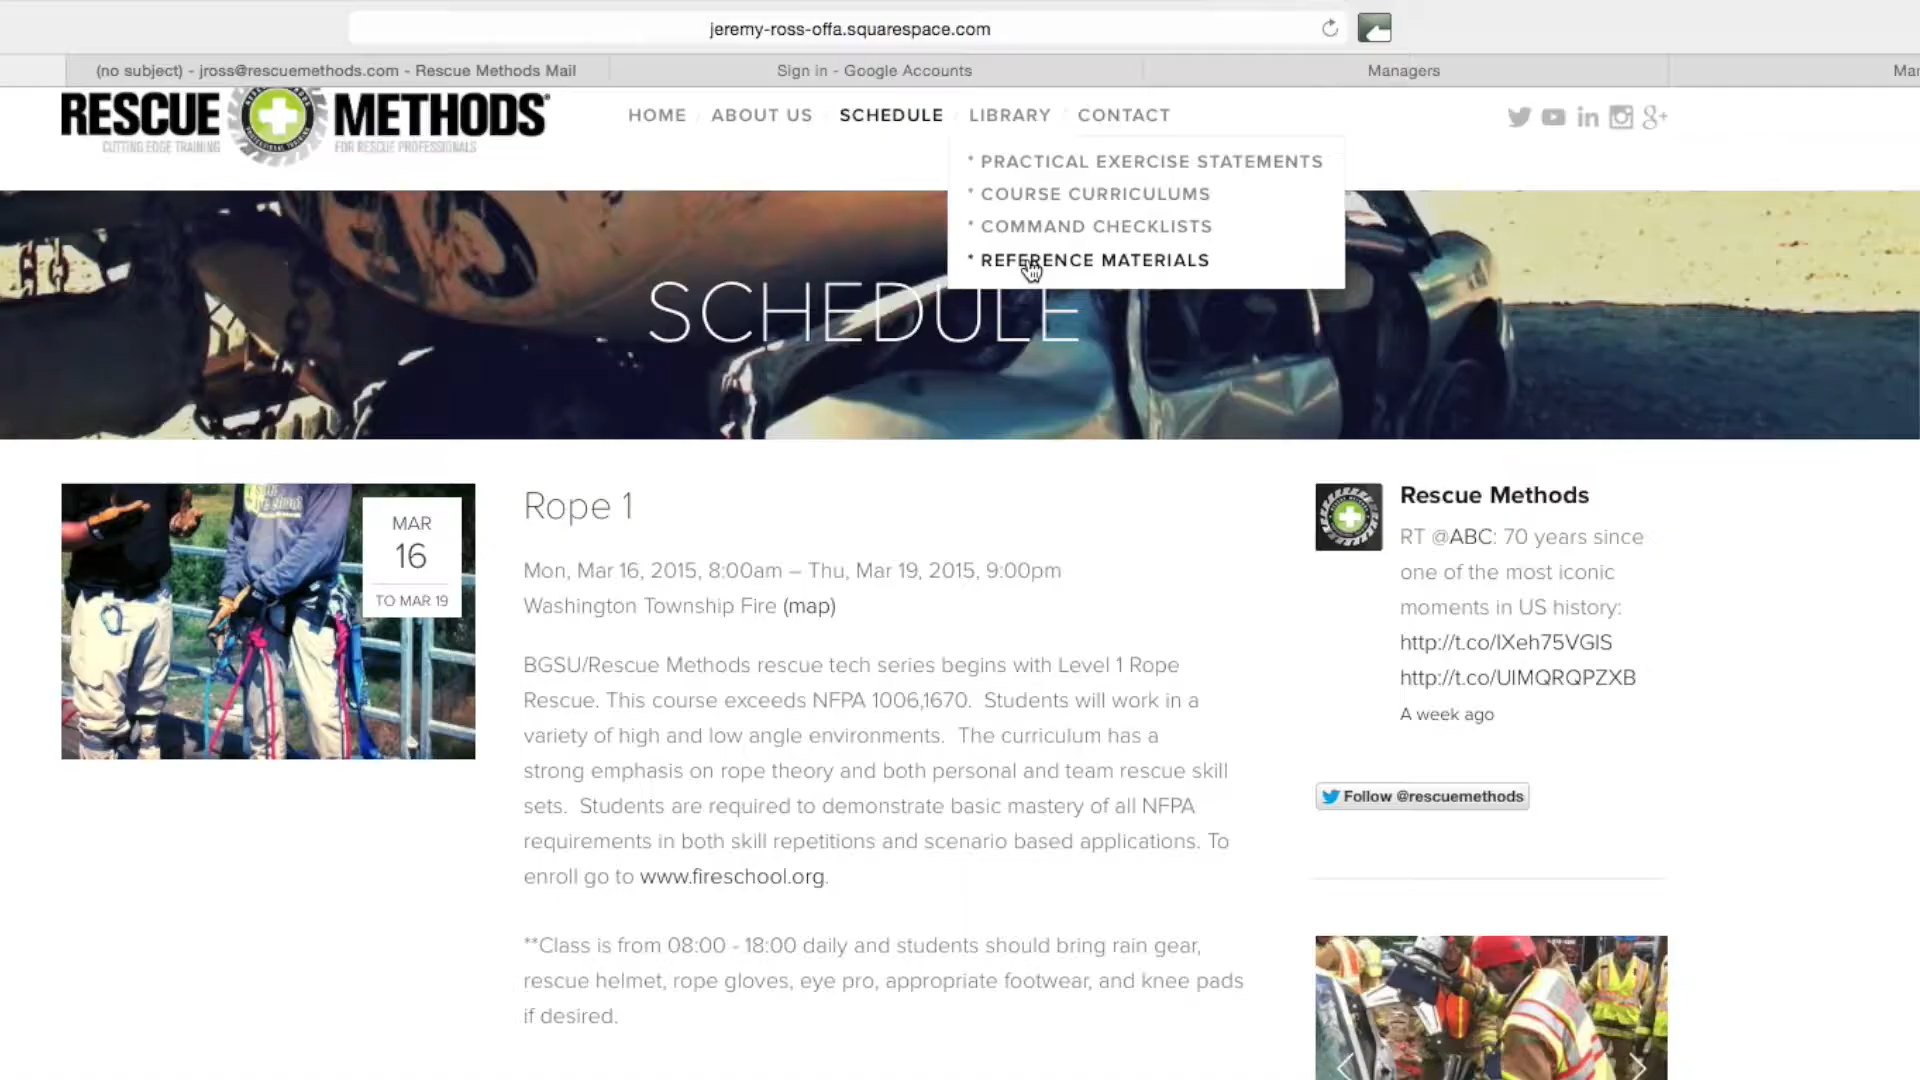 jeremy-ross-offa.squarespace.com
(no subject) - jross@rescuemethods.com - Rescue Methods Mail
Sign in - Google Accounts
Managers
Mar
RESCUE METHODS
CUTTING EDGE TRAINING FOR RESCUE PROFESSIONALS
HOME ABOUT US SCHEDULE LIBRARY CONTACT
* PRACTICAL EXERCISE STATEMENTS
* COURSE CURRICULUMS
* COMMAND CHECKLISTS
* REFERENCE MATERIALS
SCHEDULE
MAR
16
TO MAR 19
Rope 1
Mon, Mar 16, 2015, 8:00am – Thu, Mar 19, 2015, 9:00pm
Washington Township Fire (map)
BGSU/Rescue Methods rescue tech series begins with Level 1 Rope
Rescue. This course exceeds NFPA 1006,1670.  Students will work in a
variety of high and low angle environments.  The curriculum has a
strong emphasis on rope theory and both personal and team rescue skill
sets.  Students are required to demonstrate basic mastery of all NFPA
requirements in both skill repetitions and scenario based applications. To
enroll go to www.fireschool.org.
**Class is from 08:00 - 18:00 daily and students should bring rain gear,
rescue helmet, rope gloves, eye pro, appropriate footwear, and knee pads
if desired.
Rescue Methods
RT @ABC: 70 years since
one of the most iconic
moments in US history:
http://t.co/lXeh75VGlS
http://t.co/UIMQRQPZXB
A week ago
Follow @rescuemethods